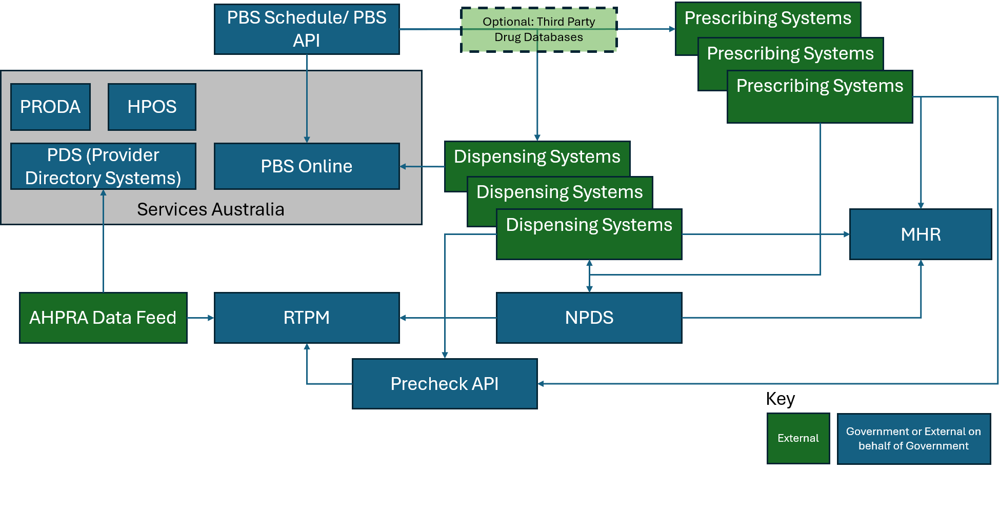 PBS Schedule/ PBS
API
Optional: Third Party
Drug Databases
Prescribing Systems
Prescribing Systems
Prescribing Systems
PRODA
HPOS
PDS (Provider
Directory Systems)
PBS Online
Services Australia
Dispensing Systems
Dispensing Systems
Dispensing Systems
MHR
AHPRA Data Feed
RTPM
NPDS
Precheck API
Key
External
Government or External on
behalf of Government